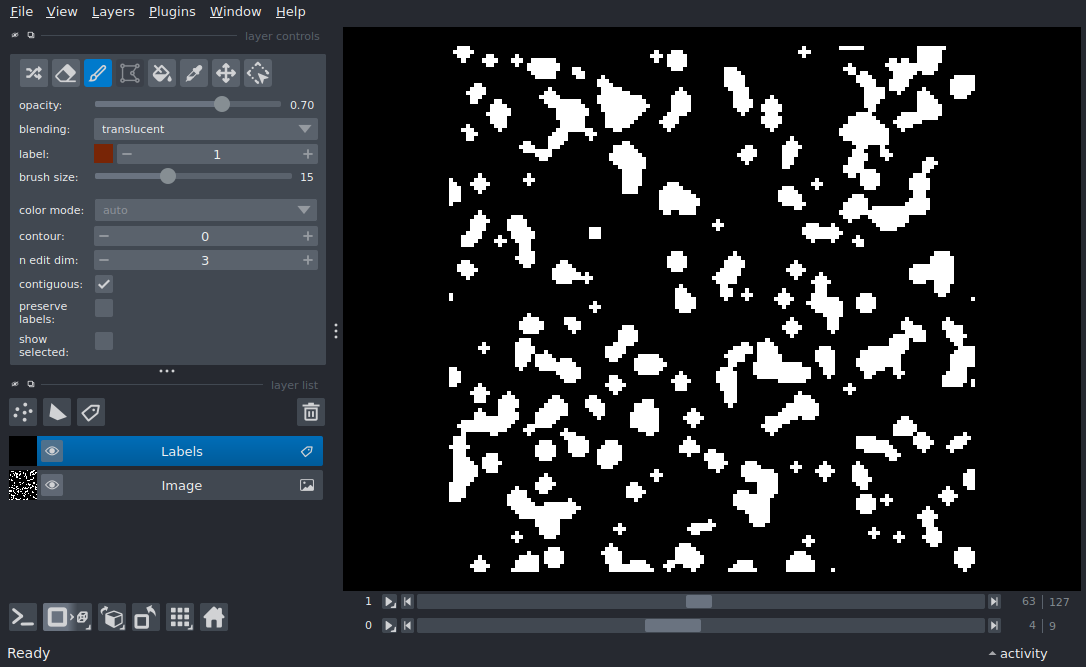 File View Layers Plugins Window Help
layer controls
opacity: 0.70
blending: translucent
label: 1
brush size: 15
color mode: auto
contour: 0
n edit dim: 3
contiguous:
preserve
labels:
show
selected:
layer list
Labels
Image
1 63 127
0 4 9
Ready activity